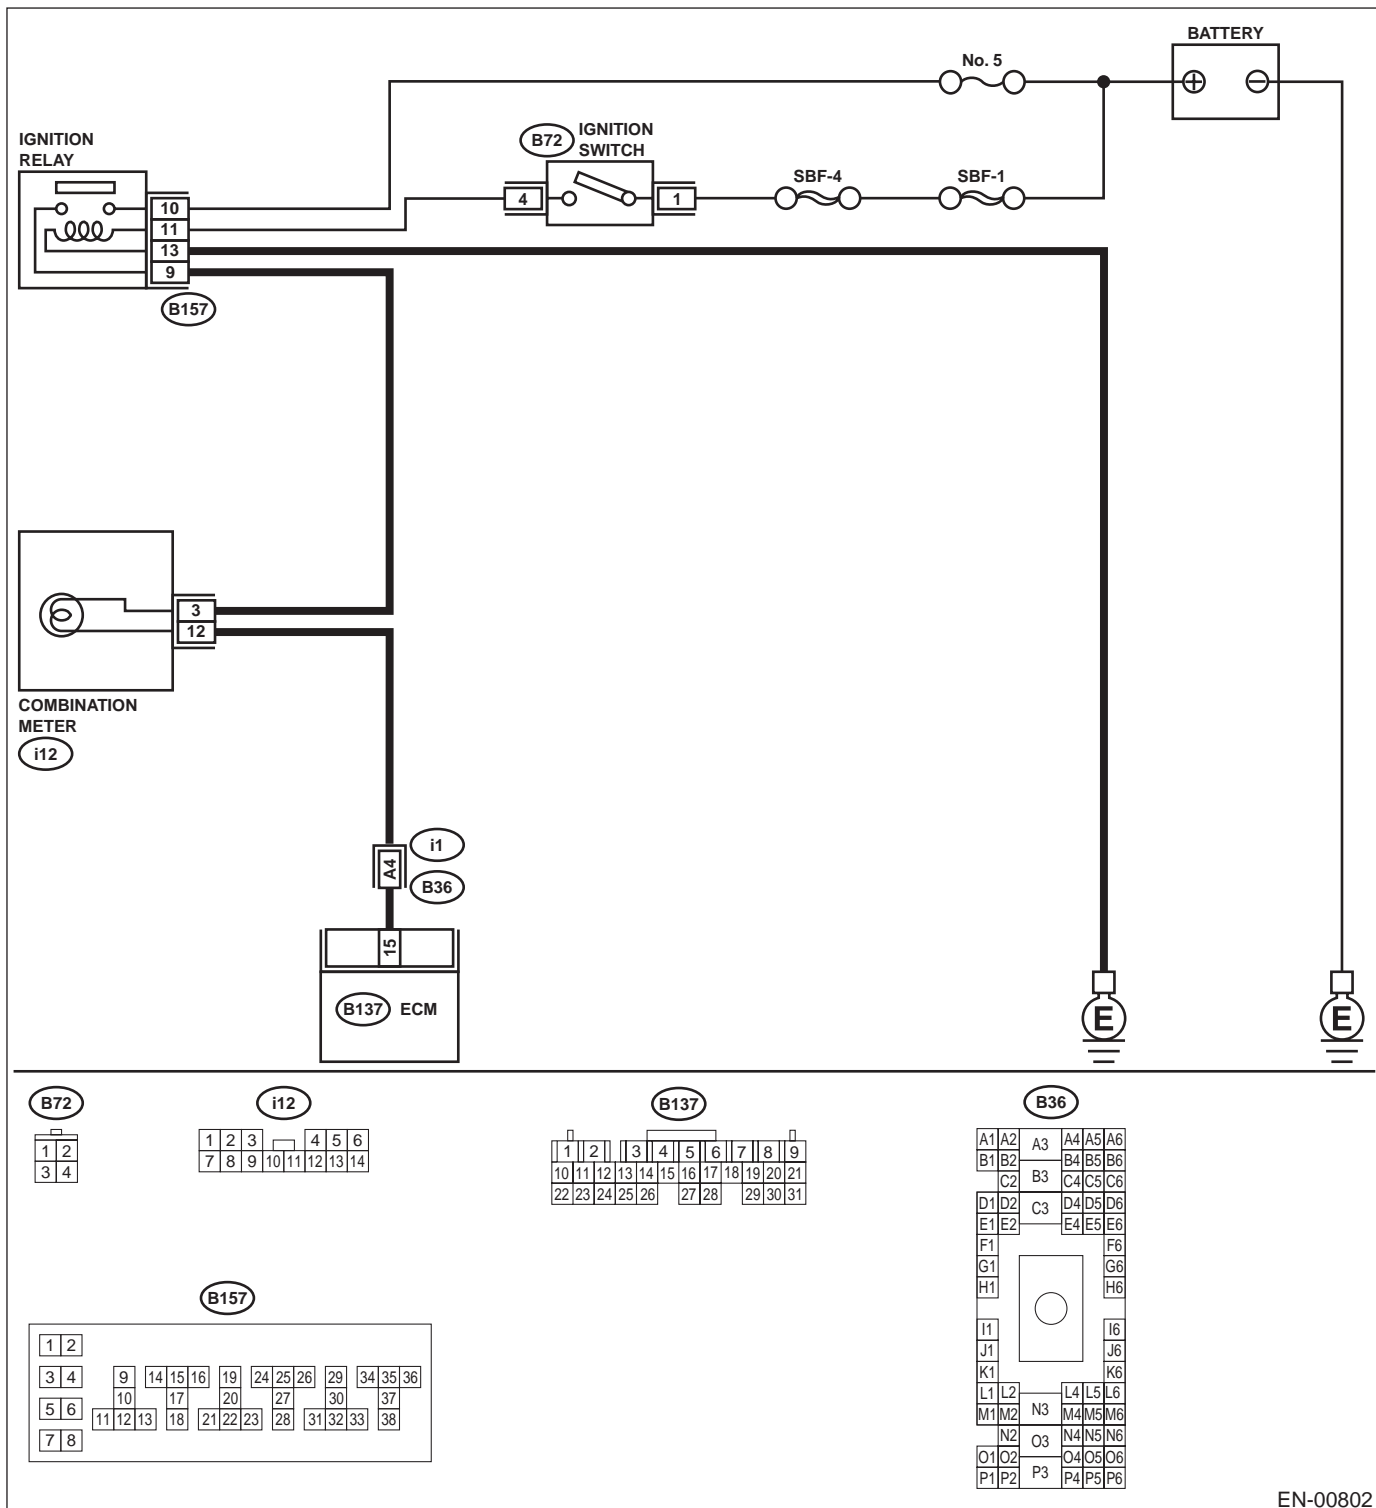 BATTERY
No. 5
+ −
IGNITION
RELAY
B72
IGNITION
SWITCH
SBF-4
SBF-1
4
1
10
11
13
9
B157
3
12
COMBINATION
METER
i12
i1
A4
B36
15
B137 ECM
E
E
B72
1 2
3 4
i12
1 2 3 4 5 6
7 8 9 10 11 12 13 14
B137
1 2 3 4 5 6 7 8 9
10 11 12 13 14 15 16 17 18 19 20 21
22 23 24 25 26 27 28 29 30 31
B36
A1 A2 A3 A4 A5 A6
B1 B2 B3 B4 B5 B6
C2 C4 C5 C6
D1 D2 C3 D4 D5 D6
E1 E2 E4 E5 E6
F1 F6
G1 G6
H1 H6
I1 I6
J1 J6
K1 K6
L1 L2 L4 L5 L6
M1 M2 N3 M4 M5 M6
N2 O3 N4 N5 N6
O1 O2 O4 O5 O6
P1 P2 P3 P4 P5 P6
B157
1 2
3 4 9 14 15 16 19 24 25 26 29 34 35 36
10 17 20 27 30 37
5 6 11 12 13 18 21 22 23 28 31 32 33 38
7 8
EN-00802